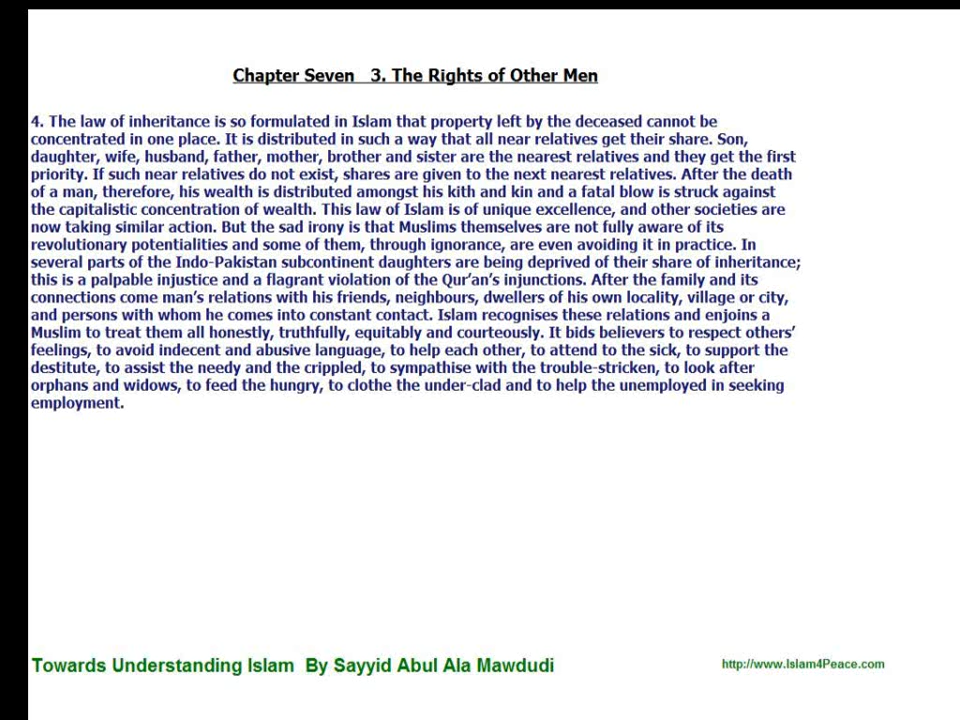 Chapter Seven   3. The Rights of Other Men
4. The law of inheritance is so formulated in Islam that property left by the deceased cannot be
concentrated in one place. It is distributed in such a way that all near relatives get their share. Son,
daughter, wife, husband, father, mother, brother and sister are the nearest relatives and they get the first
priority. If such near relatives do not exist, shares are given to the next nearest relatives. After the death
of a man, therefore, his wealth is distributed amongst his kith and kin and a fatal blow is struck against
the capitalistic concentration of wealth. This law of Islam is of unique excellence, and other societies are
now taking similar action. But the sad irony is that Muslims themselves are not fully aware of its
revolutionary potentialities and some of them, through ignorance, are even avoiding it in practice. In
several parts of the Indo-Pakistan subcontinent daughters are being deprived of their share of inheritance;
this is a palpable injustice and a flagrant violation of the Qur’an’s injunctions. After the family and its
connections come man’s relations with his friends, neighbours, dwellers of his own locality, village or city,
and persons with whom he comes into constant contact. Islam recognises these relations and enjoins a
Muslim to treat them all honestly, truthfully, equitably and courteously. It bids believers to respect others’
feelings, to avoid indecent and abusive language, to help each other, to attend to the sick, to support the
destitute, to assist the needy and the crippled, to sympathise with the trouble-stricken, to look after
orphans and widows, to feed the hungry, to clothe the under-clad and to help the unemployed in seeking
employment.
Towards Understanding Islam  By Sayyid Abul Ala Mawdudi
http://www.Islam4Peace.com